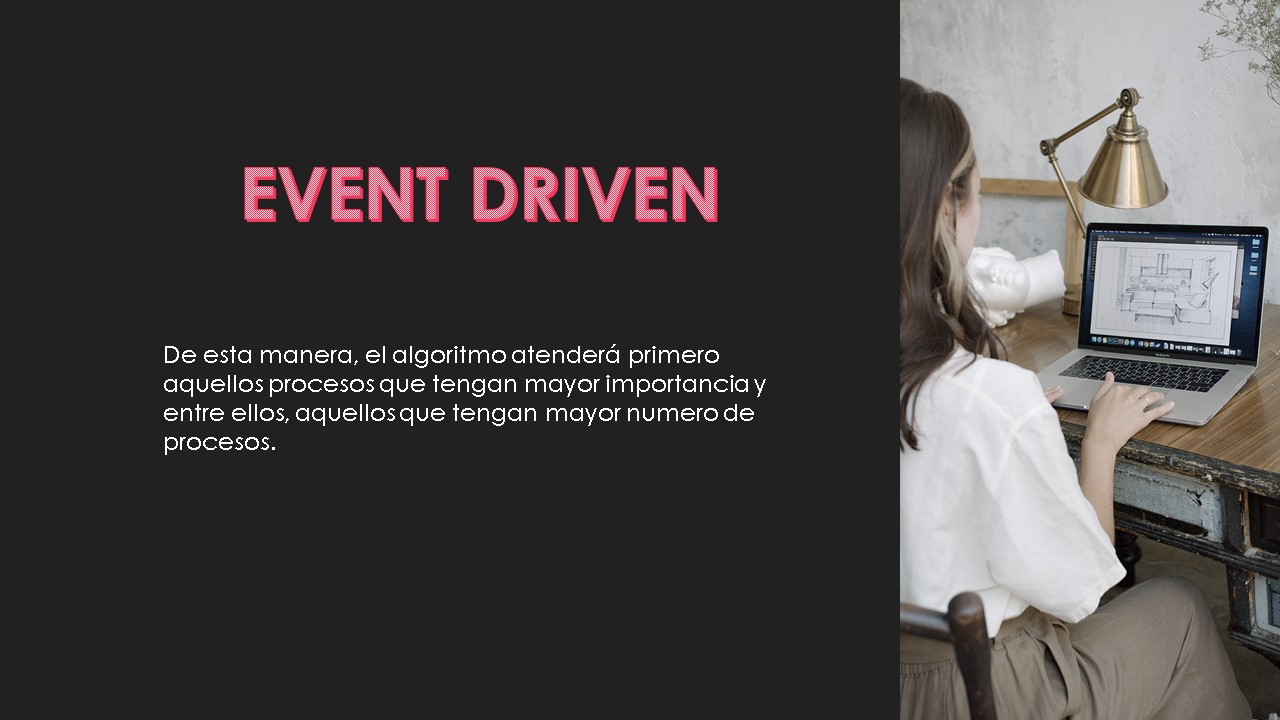 EVENT DRIVEN
De esta manera, el algoritmo atenderá primero
aquellos procesos que tengan mayor importancia y
entre ellos, aquellos que tengan mayor numero de
procesos.